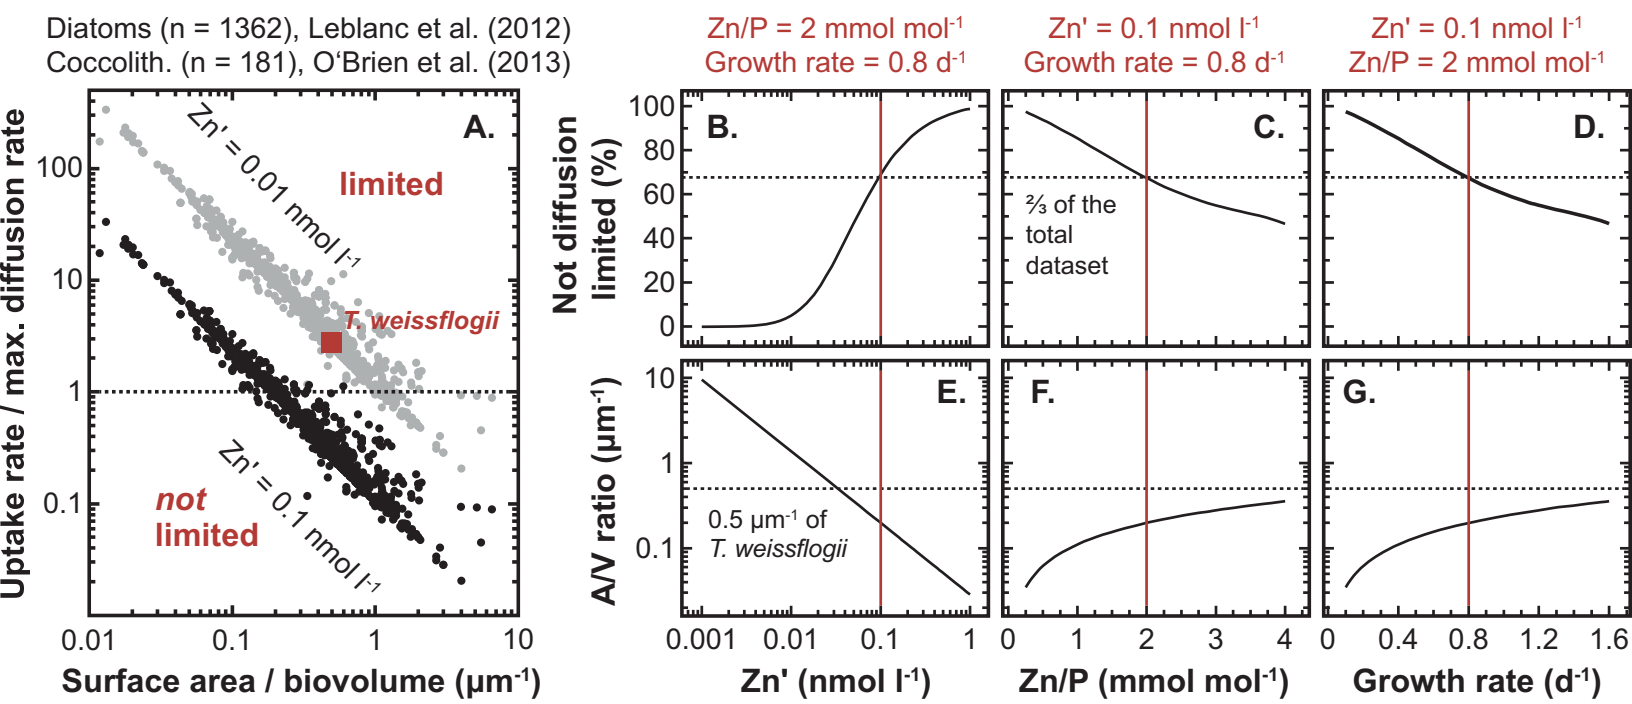 Diatoms (n = 1362), Leblanc et al. (2012)
Coccolith. (n = 181), O‘Brien et al. (2013)
Zn/P = 2 mmol mol⁻¹
Growth rate = 0.8 d⁻¹
Zn' = 0.1 nmol l⁻¹
Growth rate = 0.8 d⁻¹
Zn' = 0.1 nmol l⁻¹
Zn/P = 2 mmol mol⁻¹
Uptake rate / max. diffusion rate
100
10
1
0.1
A.
Zn' = 0.01 nmol l⁻¹
limited
T. weissflogii
Zn' = 0.1 nmol l⁻¹
not
limited
0.01
0.1
1
10
Surface area / biovolume (µm⁻¹)
Not diffusion
limited (%)
100
80
60
40
20
0
B.
C.
⅔ of the
total
dataset
D.
A/V ratio (µm⁻¹)
10
1
0.1
E.
0.5 µm⁻¹ of
T. weissflogii
F.
G.
0.001
0.01
0.1
1
Zn' (nmol l⁻¹)
0
1
2
3
4
Zn/P (mmol mol⁻¹)
0
0.4
0.8
1.2
1.6
Growth rate (d⁻¹)